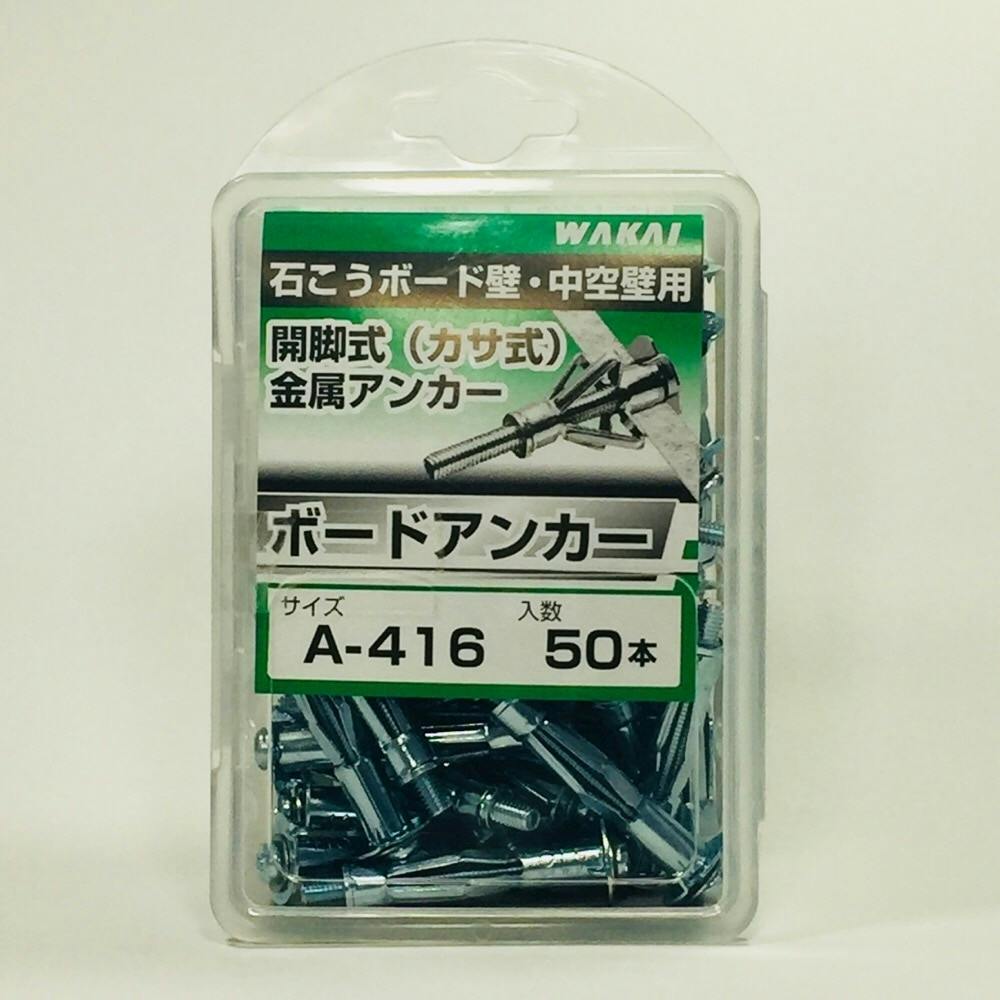 WAKAI
石こうボード壁・中空壁用
開脚式（カサ式）
金属アンカー
ボードアンカー
サイズ 入数
A-416 50本